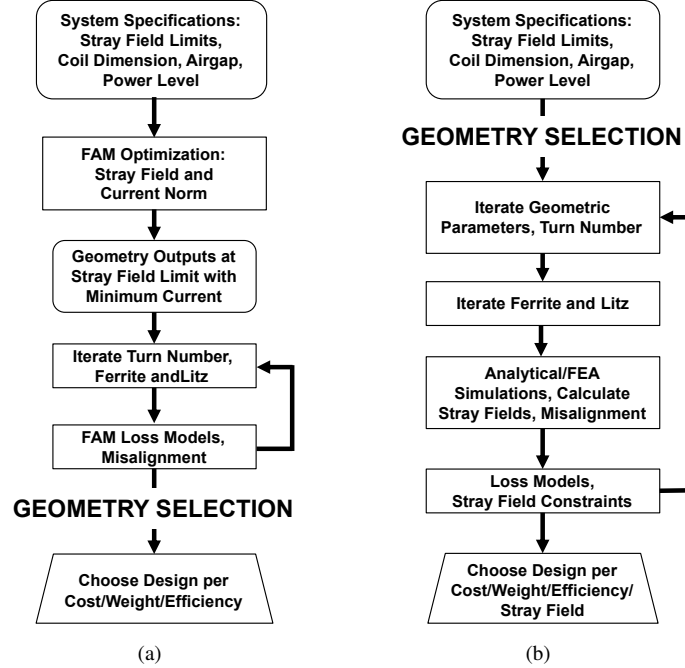 System Specifications:
Stray Field Limits,
Coil Dimension, Airgap,
Power Level
FAM Optimization:
Stray Field and
Current Norm
Geometry Outputs at
Stray Field Limit with
Minimum Current
Iterate Turn Number,
Ferrite andLitz
FAM Loss Models,
Misalignment
GEOMETRY SELECTION
Choose Design per
Cost/Weight/Efficiency
(a)
System Specifications:
Stray Field Limits,
Coil Dimension, Airgap,
Power Level
GEOMETRY SELECTION
Iterate Geometric
Parameters, Turn Number
Iterate Ferrite and Litz
Analytical/FEA
Simulations, Calculate
Stray Fields, Misalignment
Loss Models,
Stray Field Constraints
Choose Design per
Cost/Weight/Efficiency/
Stray Field
(b)